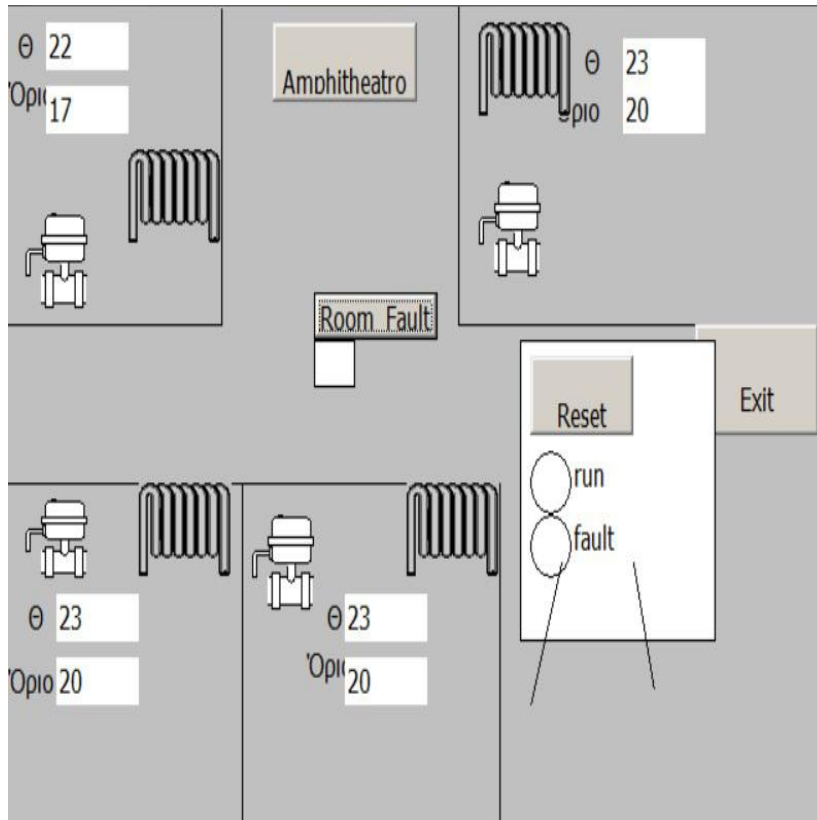 Θ 22
Όριο 17
Amphitheatro
Θ 23
Όριο 20
Room Fault
Reset
Exit
run
fault
Θ 23
Όριο 20
Θ 23
Όριο 20